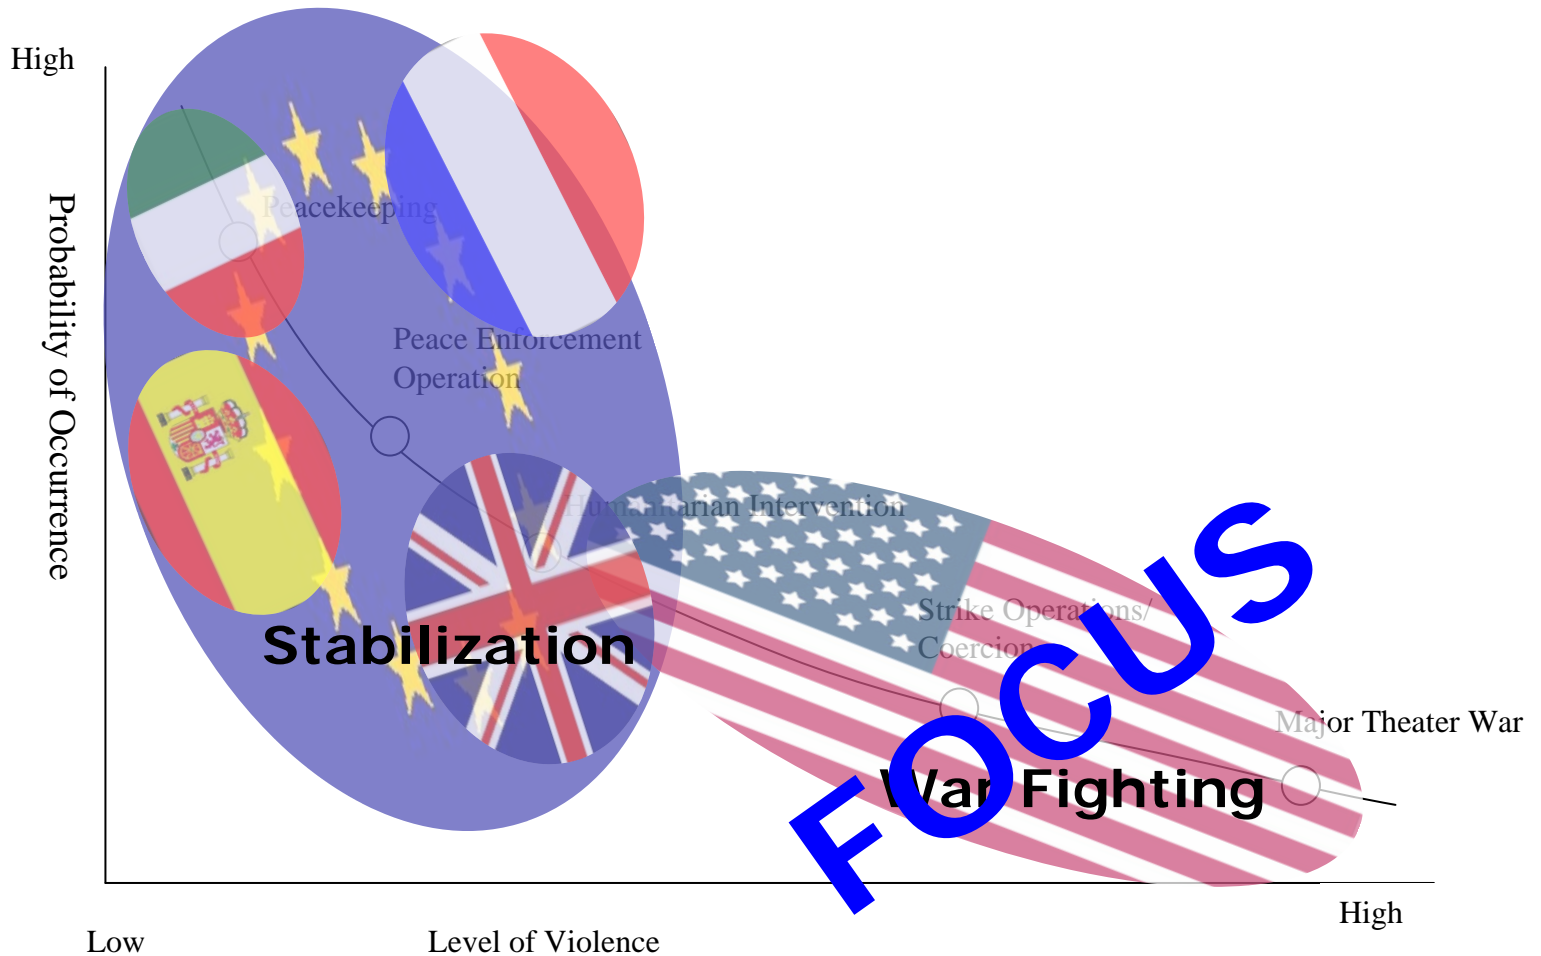 High
Probability of Occurrence
Peacekeeping
Peace Enforcement
Operation
Humanitarian Intervention
Strike Operations/
Coercion
Stabilization
Major Theater War
War Fighting
FOCUS
High
Low
Level of Violence